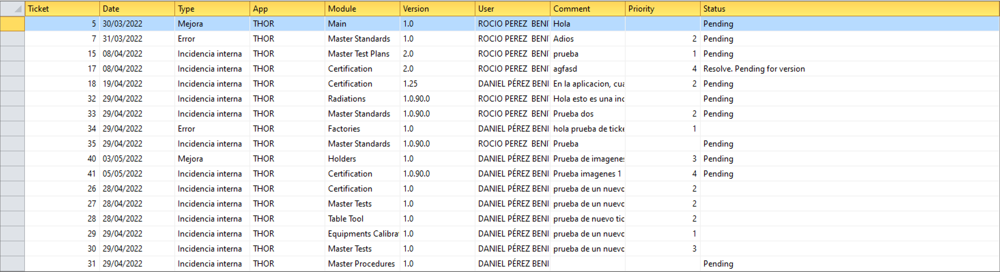 Ticket Date Type App Module Version User Comment Priority Status
5 30/03/2022 Mejora THOR Main 1.0 ROCIO PEREZ BENI Hola Pending
7 31/03/2022 Error THOR Master Standards 1.0 ROCIO PEREZ BENI Adios 2 Pending
15 08/04/2022 Incidencia interna THOR Master Test Plans 2.0 ROCIO PEREZ BENI prueba 1 Pending
17 08/04/2022 Incidencia interna THOR Certification 2.0 ROCIO PEREZ BENI agfasd 4 Resolve. Pending for version
18 19/04/2022 Incidencia interna THOR Certification 1.25 DANIEL PÉREZ BENI En la aplicacion, cua 2 Pending
32 29/04/2022 Incidencia interna THOR Radiations 1.0.90.0 ROCIO PEREZ BENI Hola esto es una inc Pending
33 29/04/2022 Incidencia interna THOR Master Standards 1.0.90.0 ROCIO PEREZ BENI Prueba dos 2 Pending
34 29/04/2022 Error THOR Factories 1.0 DANIEL PÉREZ BENI hola prueba de ticke 1
35 29/04/2022 Incidencia interna THOR Master Standards 1.0.90.0 ROCIO PEREZ BENI Prueba Pending
40 03/05/2022 Mejora THOR Holders 1.0 DANIEL PÉREZ BENI Prueba de imagenes 3 Pending
41 05/05/2022 Incidencia interna THOR Certification 1.0.90.0 DANIEL PÉREZ BENI Prueba imagenes 1 4 Pending
26 28/04/2022 Incidencia interna THOR Certification 1.0 DANIEL PÉREZ BENI prueba de un nuevo 2
27 28/04/2022 Incidencia interna THOR Master Tests 1.0 DANIEL PÉREZ BENI prueba de un nuevo 2
28 28/04/2022 Incidencia interna THOR Table Tool 1.0 DANIEL PÉREZ BENI prueba de nuevo tic 2
29 29/04/2022 Incidencia interna THOR Equipments Calibra 1.0 DANIEL PÉREZ BENI prueba de un nuevo 1
30 29/04/2022 Incidencia interna THOR Master Tests 1.0 DANIEL PÉREZ BENI prueba de un nuevo 3
31 29/04/2022 Incidencia interna THOR Master Procedures 1.0 DANIEL PÉREZ BENI Pending